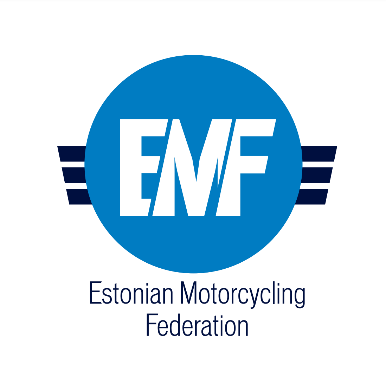 EMF
Estonian Motorcycling
Federation